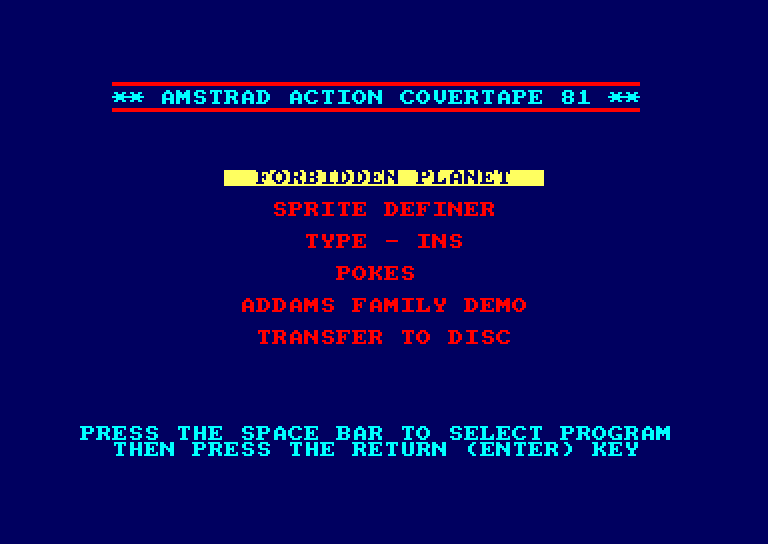 ** AMSTRAD ACTION COVERTAPE 81 **
FORBIDDEN PLANET
SPRITE DEFINER
TYPE - INS
POKES
ADDAMS FAMILY DEMO
TRANSFER TO DISC
PRESS THE SPACE BAR TO SELECT PROGRAM
THEN PRESS THE RETURN (ENTER) KEY